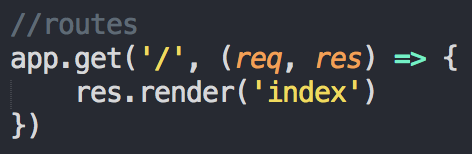 //routes
app.get('/', (req, res) => {
    res.render('index')
})